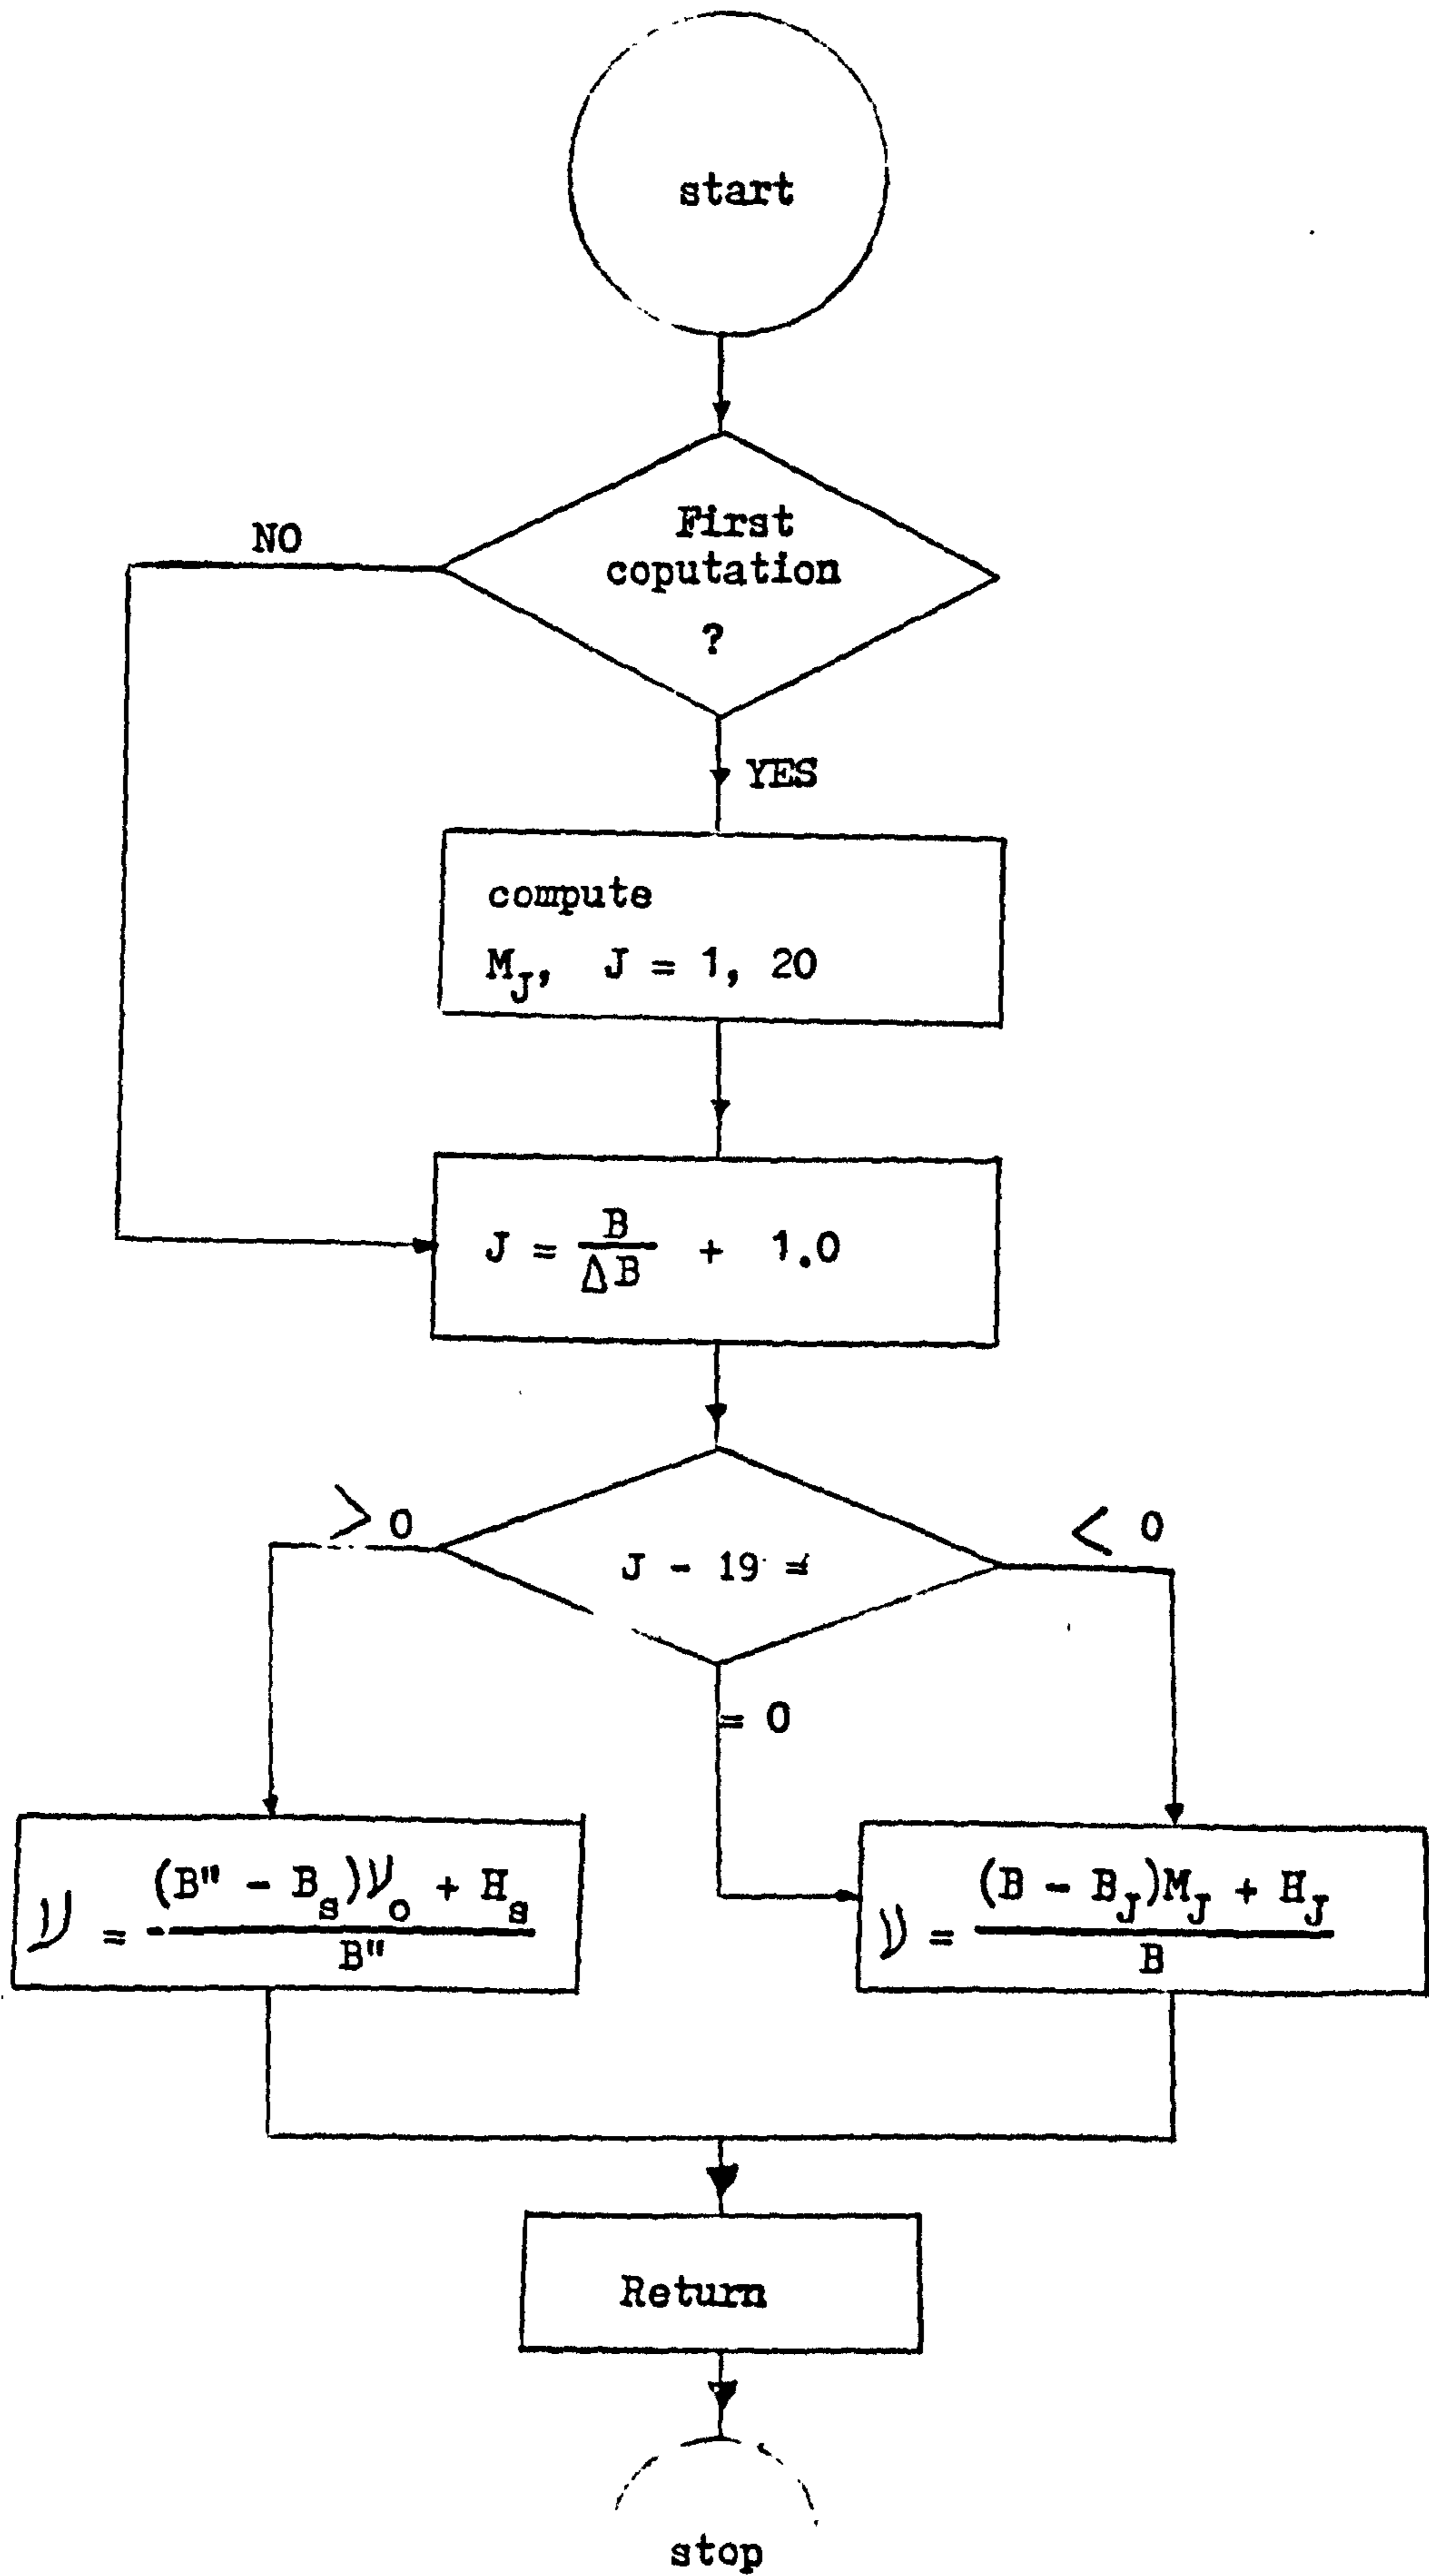 start
First
coputation
?
NO
YES
compute
M_J, J = 1, 20
J = B/ΔB + 1.0
> 0
J - 19 =
< 0
= 0
ν = (B" - B_s)ν_o + H_s / B"
ν = (B - B_J)M_J + H_J / B
Return
stop